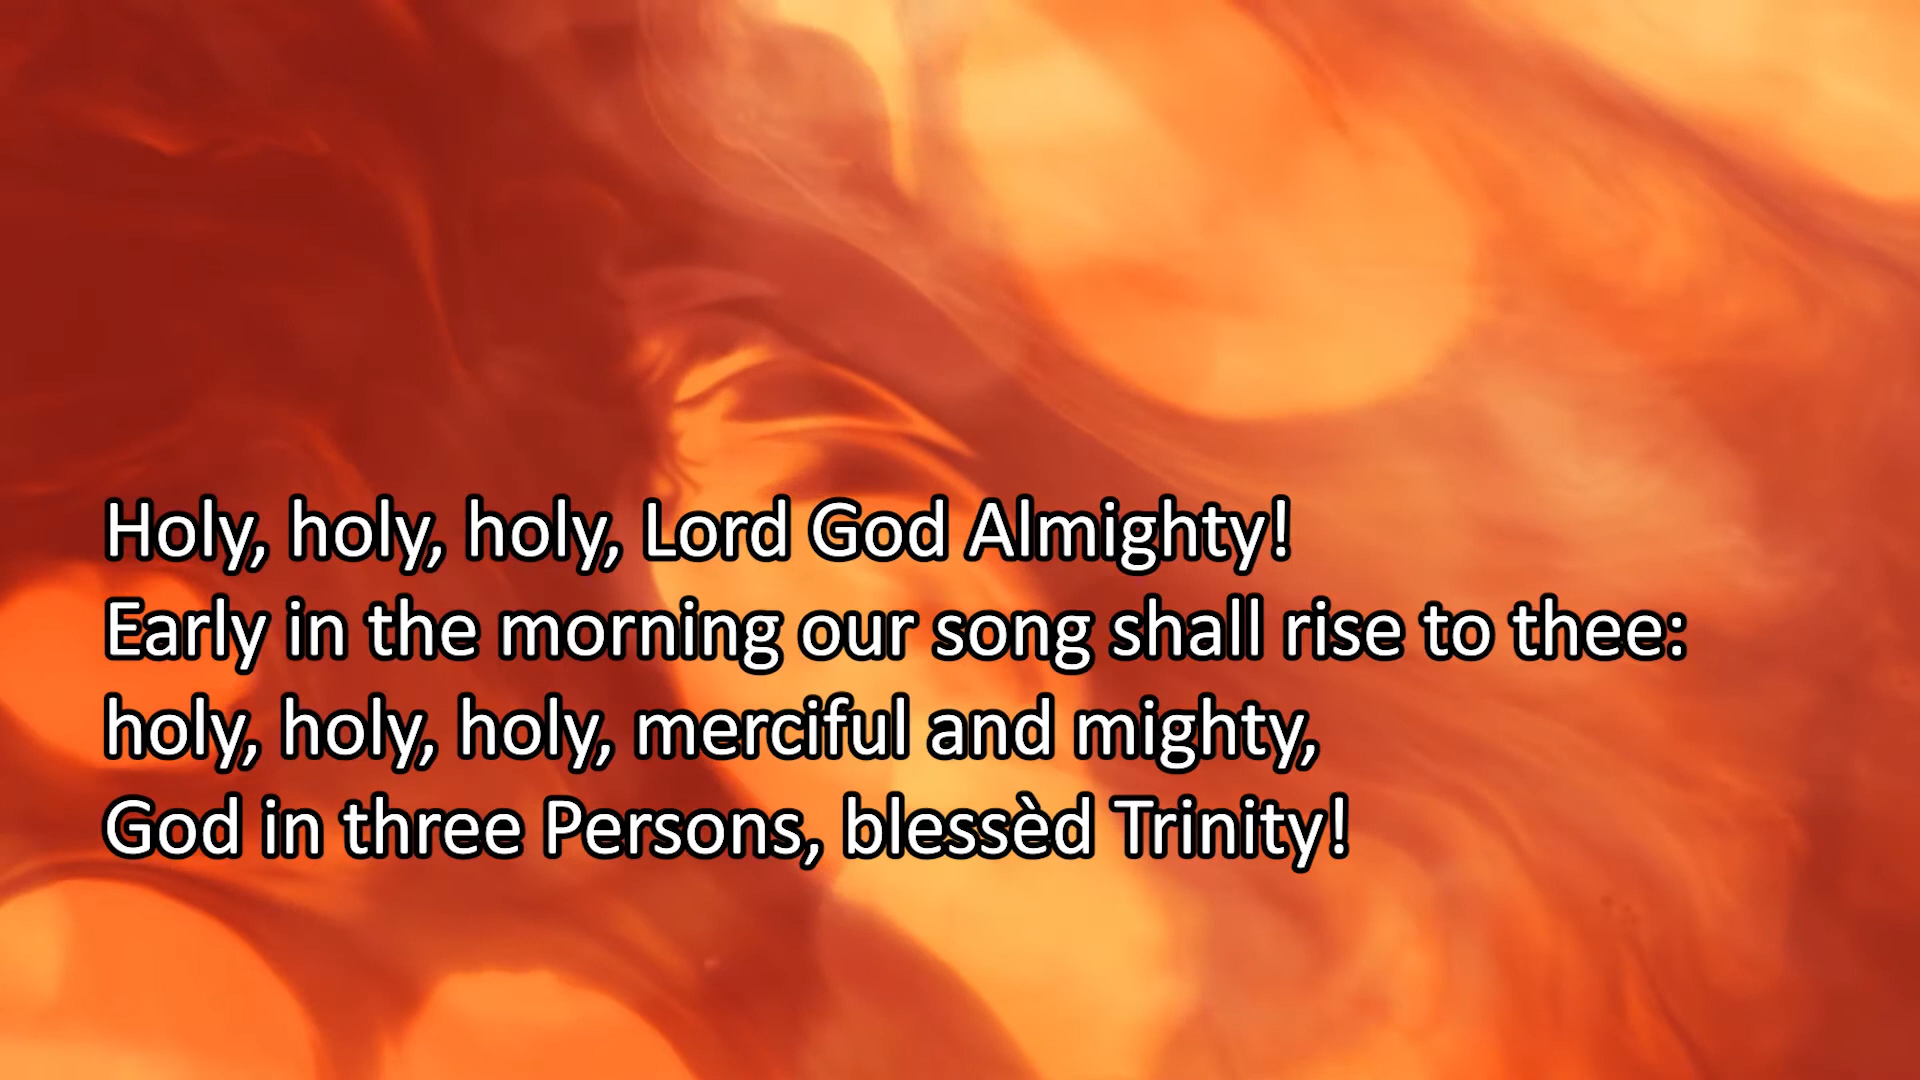 Holy, holy, holy, Lord God Almighty!
Early in the morning our song shall rise to thee:
holy, holy, holy, merciful and mighty,
God in three Persons, blessèd Trinity!